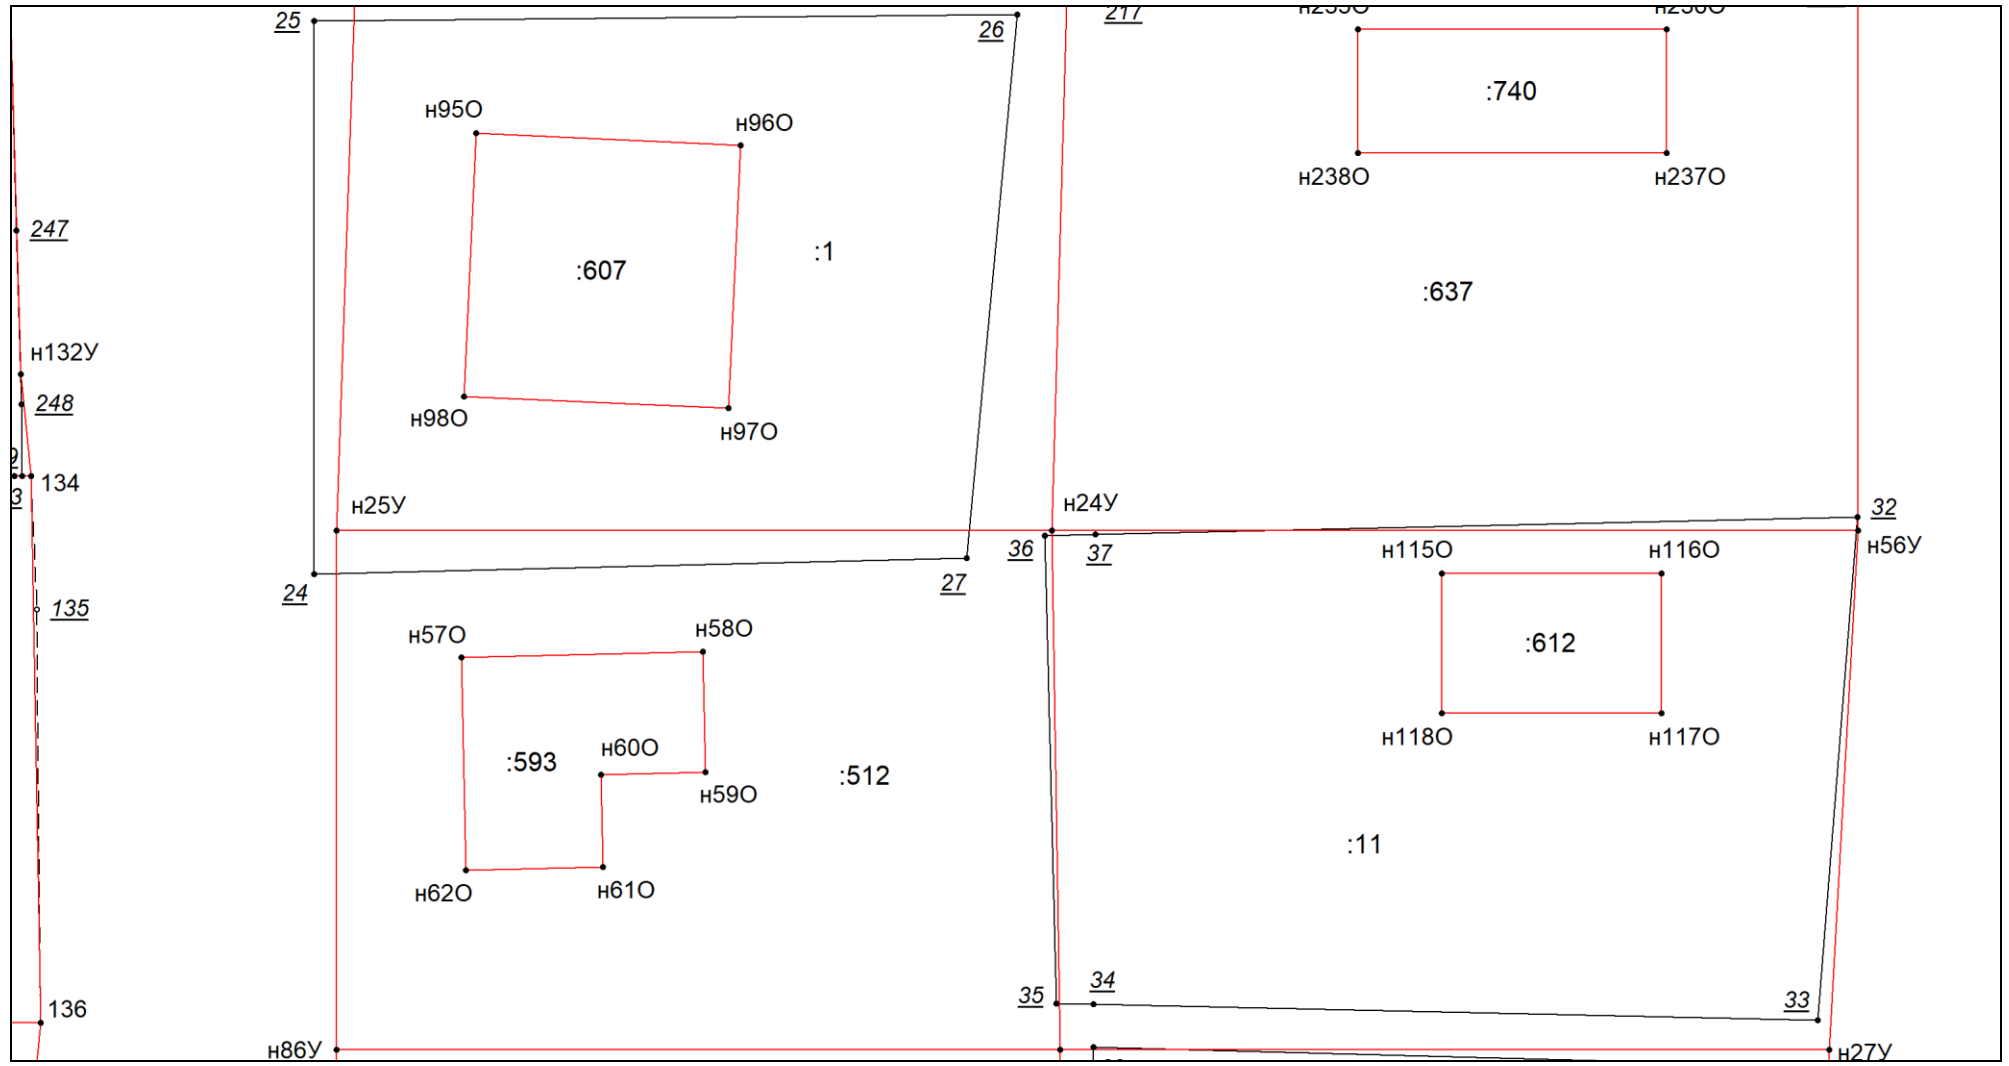 25
26
217
:740
н95О
н96О
н238О
н237О
247
:1
:607
:637
н132У
248
н98О
н97О
134
н25У
н24У
32
36
37
н115О
н116О
н56У
24
27
135
н57О
н58О
:612
н60О
:593
:512
н59О
н118О
н117О
:11
н62О
н61О
34
35
33
136
н86У
н27У